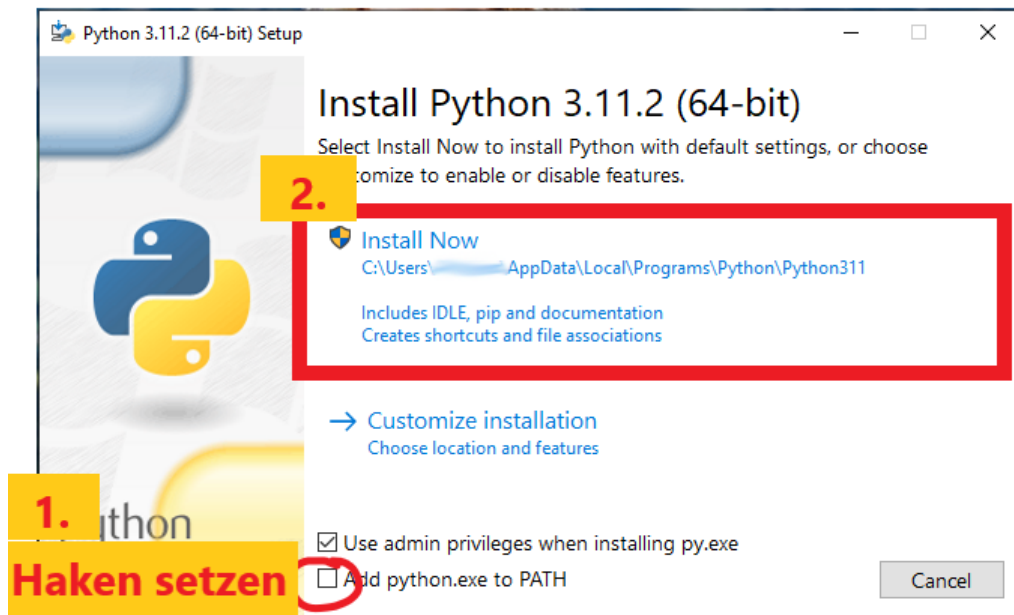 Python 3.11.2 (64-bit) Setup
Install Python 3.11.2 (64-bit)
Select Install Now to install Python with default settings, or choose
tomize to enable or disable features.
2.
Install Now
C:\Users\ AppData\Local\Programs\Python\Python311
Includes IDLE, pip and documentation
Creates shortcuts and file associations
→ Customize installation
Choose location and features
1.
thon
Haken setzen
Use admin privileges when installing py.exe
Add python.exe to PATH
Cancel